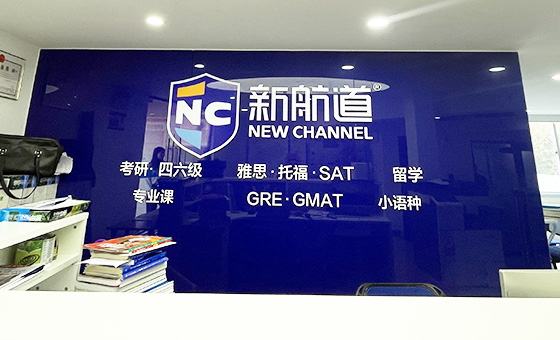 NC 新航道®
NEW CHANNEL
考研·四六级 雅思·托福·SAT 留学
专业课 GRE·GMAT 小语种